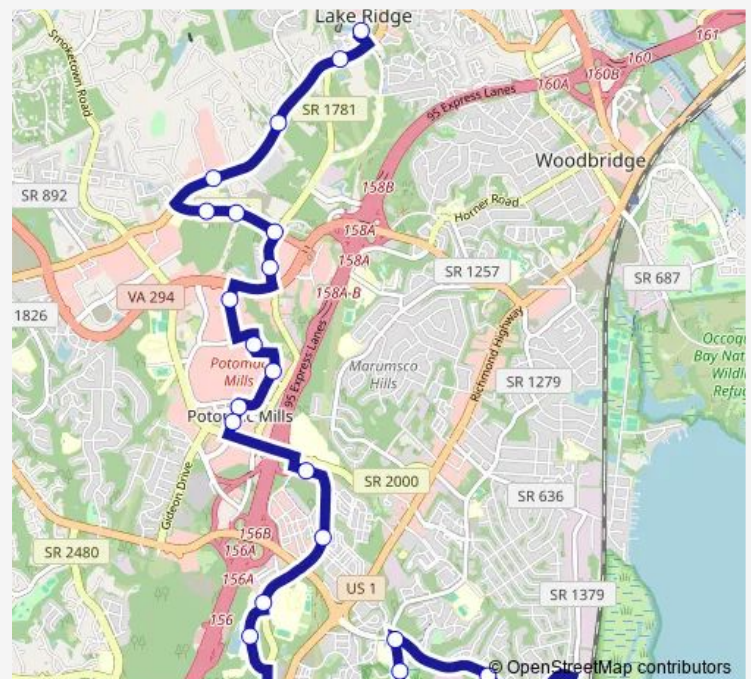 Lake Ridge
161
160
Smoketown Road
160B
160A
95 Express Lanes
SR 1781
Woodbridge
158B
SR 892
Horner Road
158A
158A
SR 1257
SR 687
VA 294
158A-B
1826
Richmond Highway
95 Express Lanes
Potomac
Mills
Marumsco
Hills
SR 1279
Bay Nat
Potomac Mills
SR 2000
Gideon Drive
SR 636
156B
SR 2480
156A
156A
US 1
SR 1379
156
© OpenStreetMap contributors